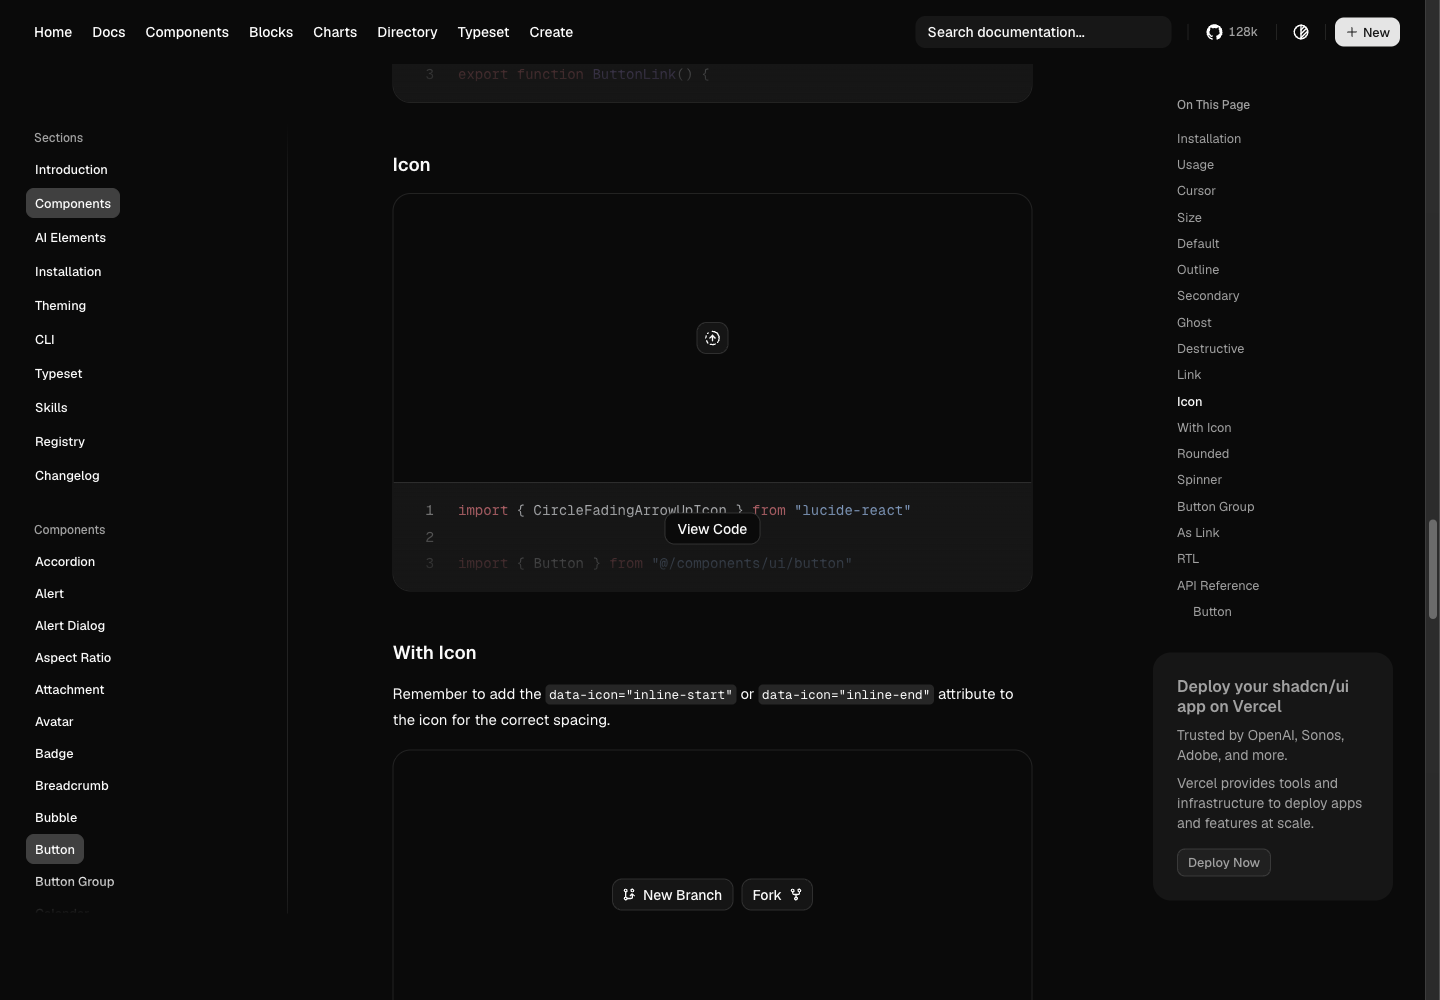 Home Docs Components Blocks Charts Directory Typeset Create
Search documentation... 128k New
Sections
Introduction
Components
AI Elements
Installation
Theming
CLI
Typeset
Skills
Registry
Changelog
Components
Accordion
Alert
Alert Dialog
Aspect Ratio
Attachment
Avatar
Badge
Breadcrumb
Bubble
Button
Button Group
Calendar
3 export function ButtonLink() {
Icon
1 import { CircleFadingArrowUpIcon } from "lucide-react"
View Code
2
3 import { Button } from "@/components/ui/button"
With Icon
Remember to add the data-icon="inline-start" or data-icon="inline-end" attribute to
the icon for the correct spacing.
New Branch Fork
On This Page
Installation
Usage
Cursor
Size
Default
Outline
Secondary
Ghost
Destructive
Link
Icon
With Icon
Rounded
Spinner
Button Group
As Link
RTL
API Reference
Button
Deploy your shadcn/ui
app on Vercel
Trusted by OpenAI, Sonos,
Adobe, and more.
Vercel provides tools and
infrastructure to deploy apps
and features at scale.
Deploy Now